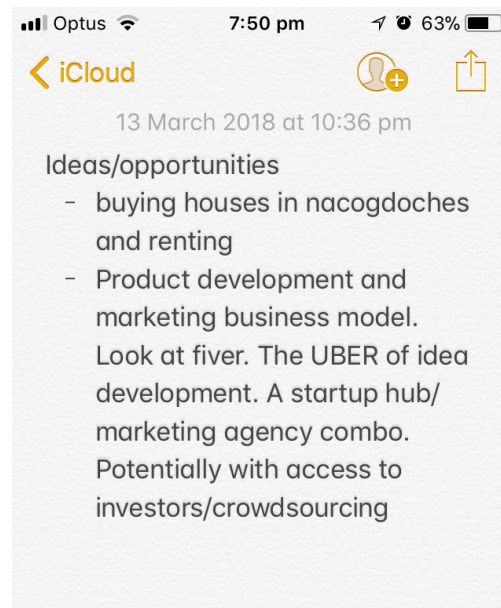 Optus 7:50 pm 63%
iCloud
13 March 2018 at 10:36 pm
Ideas/opportunities
- buying houses in nacogdoches
and renting
- Product development and
marketing business model.
Look at fiver. The UBER of idea
development. A startup hub/
marketing agency combo.
Potentially with access to
investors/crowdsourcing